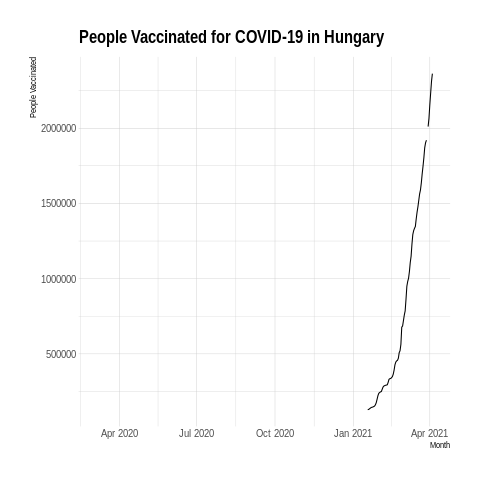 People Vaccinated for COVID-19 in Hungary
People Vaccinated
2000000
1500000
1000000
500000
Apr 2020 Jul 2020 Oct 2020 Jan 2021 Apr 2021
Month